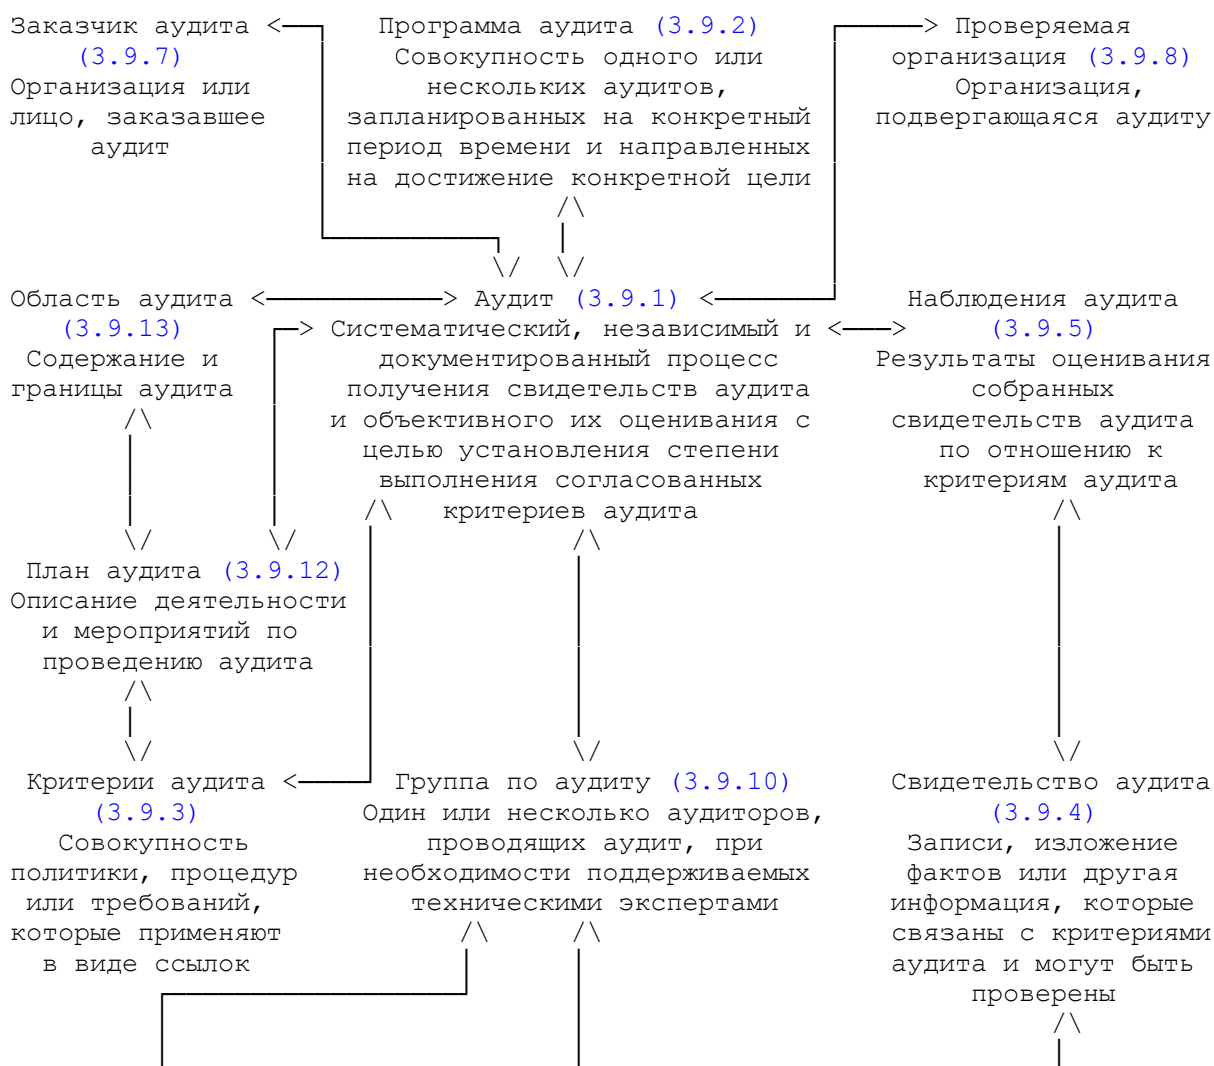 Заказчик аудита
(3.9.7)
Организация или
лицо, заказавшее
аудит
Программа аудита (3.9.2)
Совокупность одного или
нескольких аудитов,
запланированных на конкретный
период времени и направленных
на достижение конкретной цели
Проверяемая
организация (3.9.8)
Организация,
подвергающаяся аудиту
Область аудита
(3.9.13)
Содержание и
границы аудита
Аудит (3.9.1)
Систематический, независимый и
документированный процесс
получения свидетельств аудита
и объективного их оценивания с
целью установления степени
выполнения согласованных
критериев аудита
Наблюдения аудита
(3.9.5)
Результаты оценивания
собранных
свидетельств аудита
по отношению к
критериям аудита
План аудита (3.9.12)
Описание деятельности
и мероприятий по
проведению аудита
Критерии аудита
(3.9.3)
Совокупность
политики, процедур
или требований,
которые применяют
в виде ссылок
Группа по аудиту (3.9.10)
Один или несколько аудиторов,
проводящих аудит, при
необходимости поддерживаемых
техническими экспертами
Свидетельство аудита
(3.9.4)
Записи, изложение
фактов или другая
информация, которые
связаны с критериями
аудита и могут быть
проверены